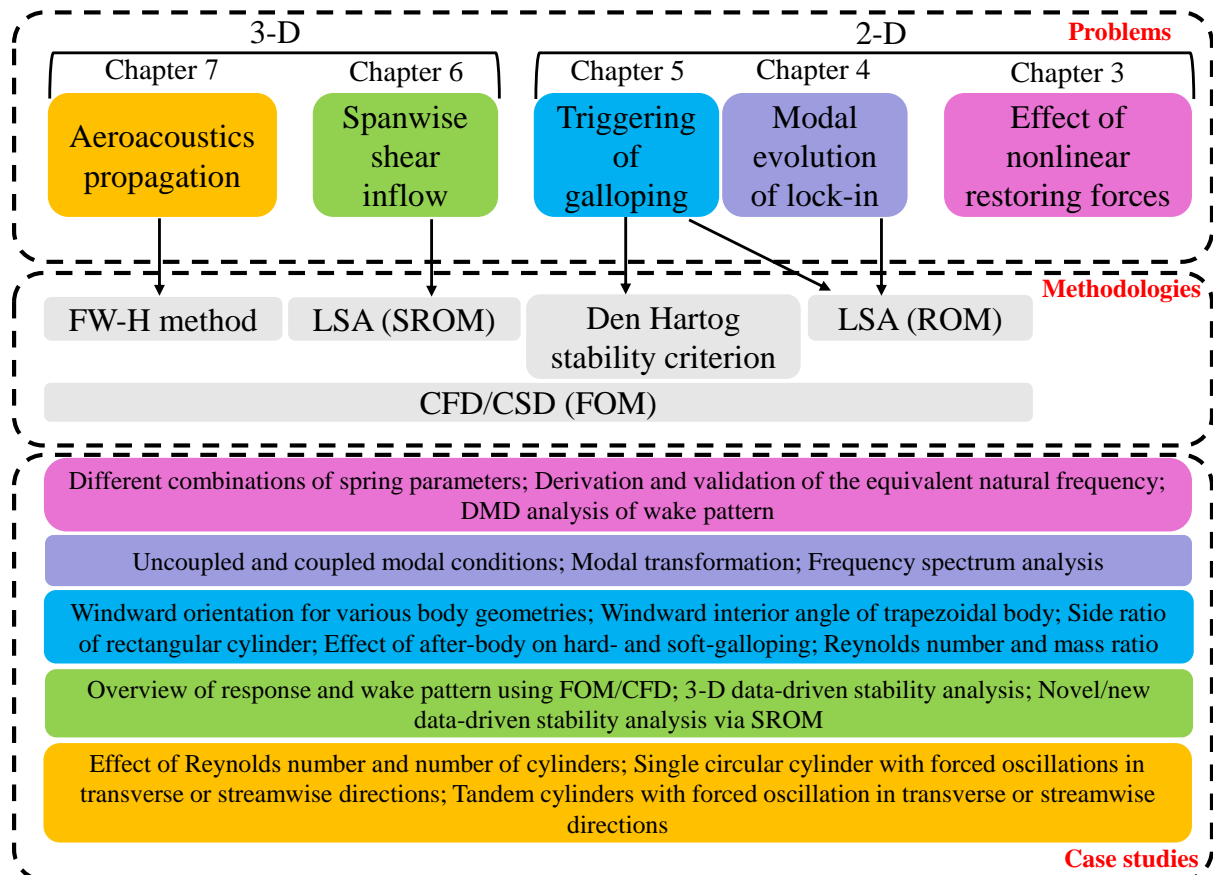 3-D
2-D
Problems
Chapter 7
Chapter 6
Chapter 5
Chapter 4
Chapter 3
Aeroacoustics
propagation
Spanwise
shear
inflow
Triggering
of
galloping
Modal
evolution
of lock-in
Effect of
nonlinear
restoring forces
Methodologies
FW-H method
LSA (SROM)
Den Hartog
stability criterion
LSA (ROM)
CFD/CSD (FOM)
Different combinations of spring parameters; Derivation and validation of the equivalent natural frequency;
DMD analysis of wake pattern
Uncoupled and coupled modal conditions; Modal transformation; Frequency spectrum analysis
Windward orientation for various body geometries; Windward interior angle of trapezoidal body; Side ratio
of rectangular cylinder; Effect of after-body on hard- and soft-galloping; Reynolds number and mass ratio
Overview of response and wake pattern using FOM/CFD; 3-D data-driven stability analysis; Novel/new
data-driven stability analysis via SROM
Effect of Reynolds number and number of cylinders; Single circular cylinder with forced oscillations in
transverse or streamwise directions; Tandem cylinders with forced oscillation in transverse or streamwise
directions
Case studies